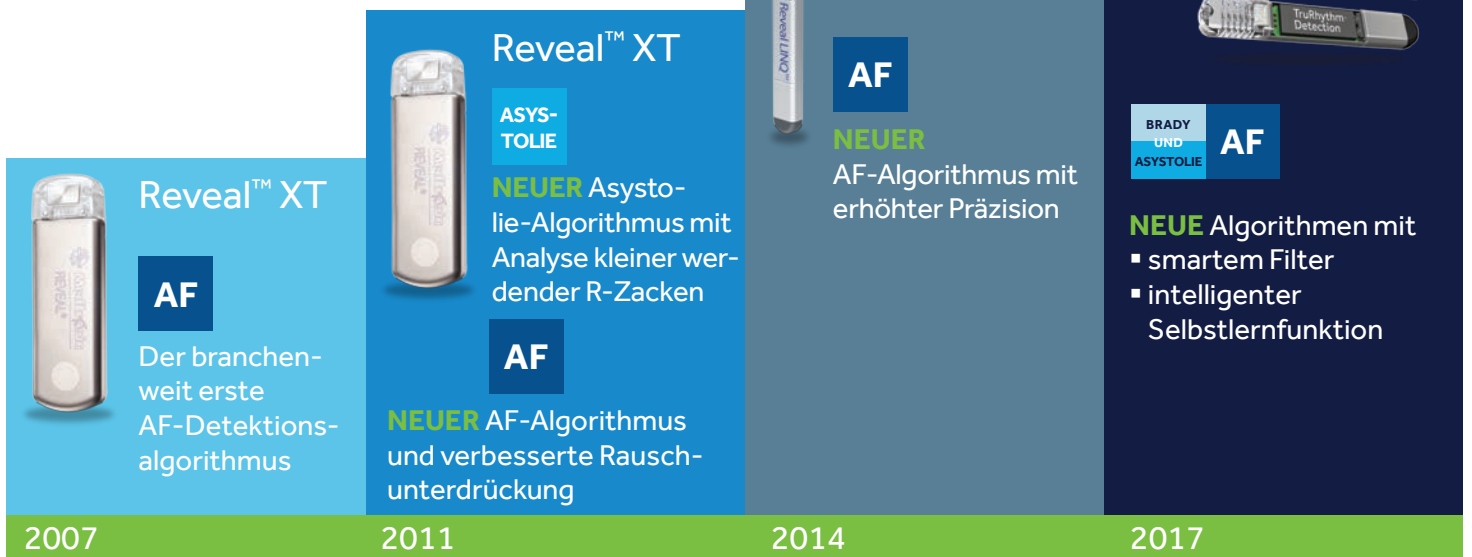 Reveal™ XT
AF
Der branchen-
weit erste
AF-Detektions-
algorithmus
REVEAL®
2007
Reveal™ XT
ASYS-
TOLIE
NEUER Asysto-
lie-Algorithmus mit
Analyse kleiner wer-
dender R-Zacken
AF
NEUER AF-Algorithmus
und verbesserte Rausch-
unterdrückung
REVEAL®
2011
Reveal LINQ™
AF
NEUER
AF-Algorithmus mit
erhöhter Präzision
2014
TruRhythm
Detection
BRADY
UND
ASYSTOLIE
AF
NEUE Algorithmen mit
▪ smartem Filter
▪ intelligenter
Selbstlernfunktion
2017